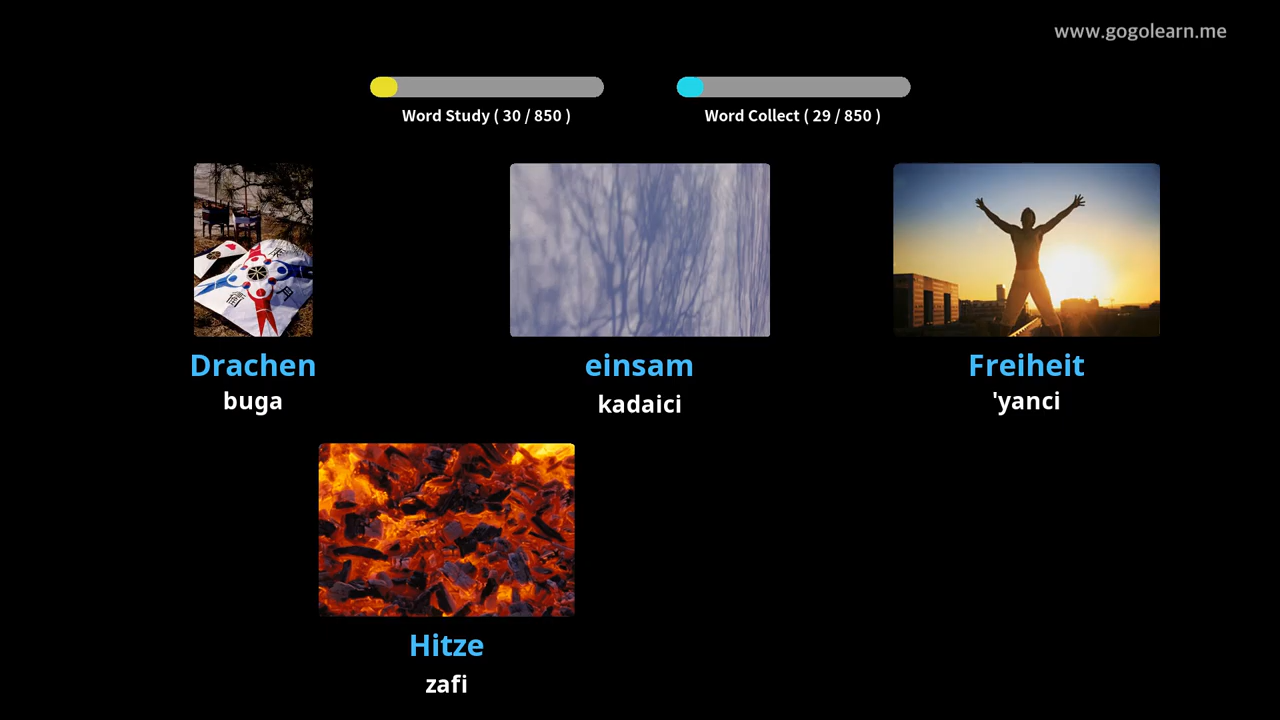 www.gogolearn.me
Word Study ( 30 / 850 )
Word Collect ( 29 / 850 )
Drachen
buga
einsam
kadaici
Freiheit
'yanci
Hitze
zafi